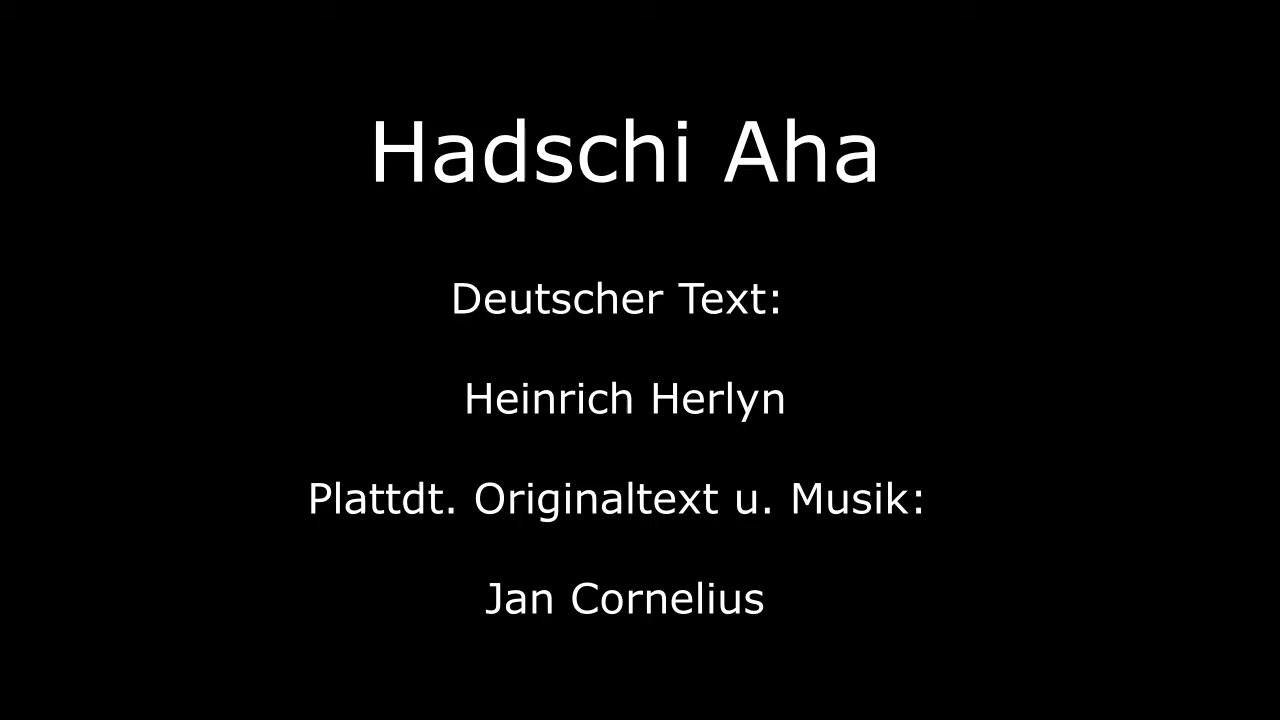 Hadschi Aha
Deutscher Text:
Heinrich Herlyn
Plattdt. Originaltext u. Musik:
Jan Cornelius